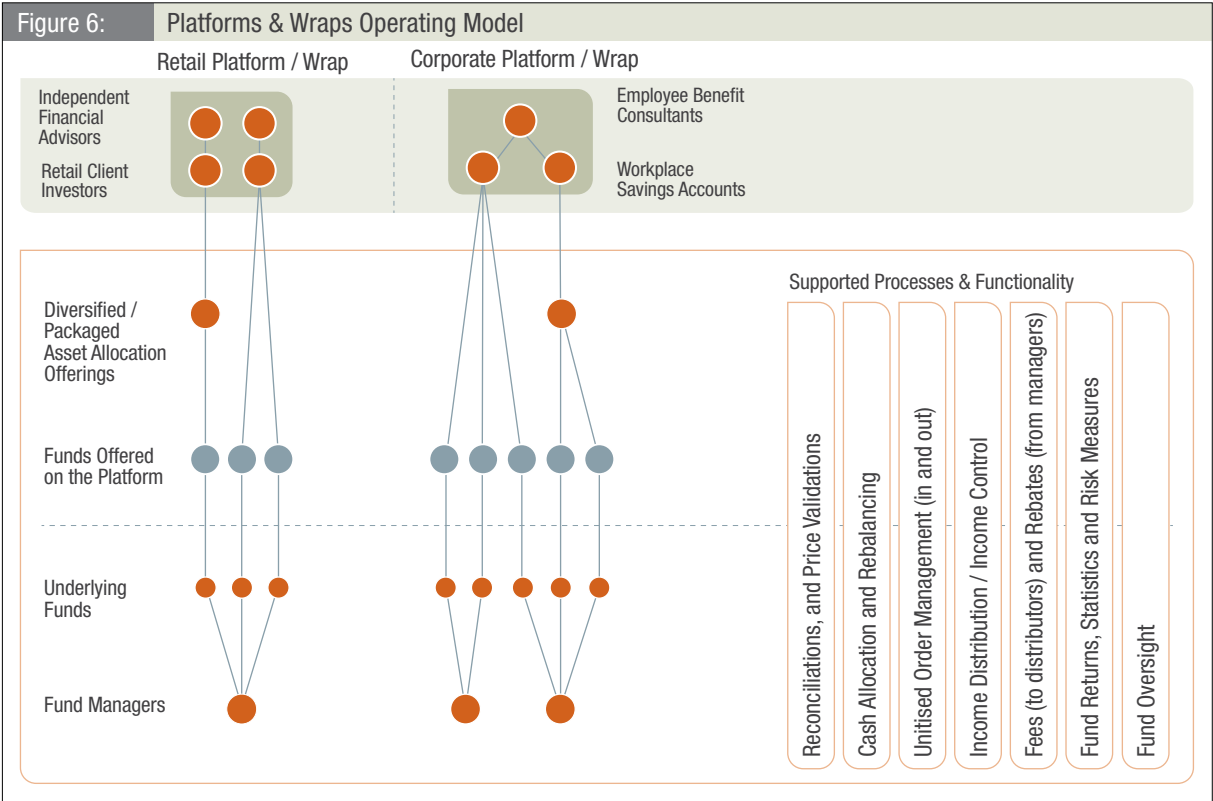 Figure 6:
Platforms & Wraps Operating Model
Retail Platform / Wrap
Corporate Platform / Wrap
Independent
Financial
Advisors
Retail Client
Investors
Employee Benefit
Consultants
Workplace
Savings Accounts
Diversified /
Packaged
Asset Allocation
Offerings
Funds Offered
on the Platform
Underlying
Funds
Fund Managers
Supported Processes & Functionality
Reconciliations, and Price Validations
Cash Allocation and Rebalancing
Unitised Order Management (in and out)
Income Distribution / Income Control
Fees (to distributors) and Rebates (from managers)
Fund Returns, Statistics and Risk Measures
Fund Oversight